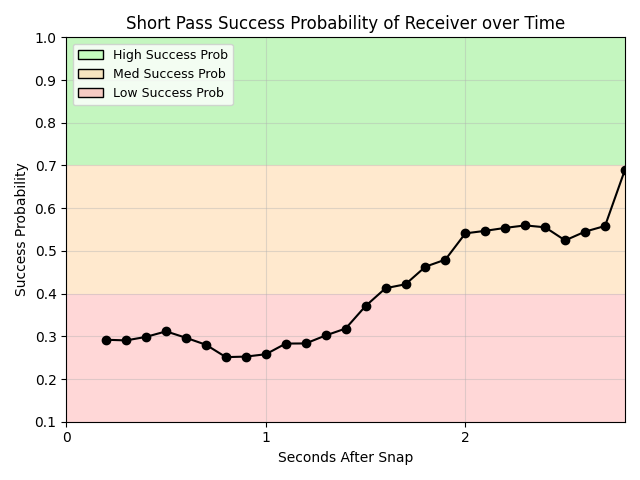 Short Pass Success Probability of Receiver over Time
1.0
High Success Prob
Med Success Prob
Low Success Prob
0.9
0.8
0.7
0.6
0.5
0.4
0.3
0.2
0.1
Success Probability
0 1 2
Seconds After Snap